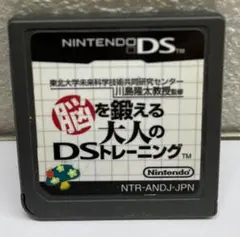 NINTENDO DS™
東北大学未来科学技術共同研究センター
川島隆太教授監修
脳を鍛える
大人の
DSトレーニング™
Nintendo
NTR-ANDJ-JPN